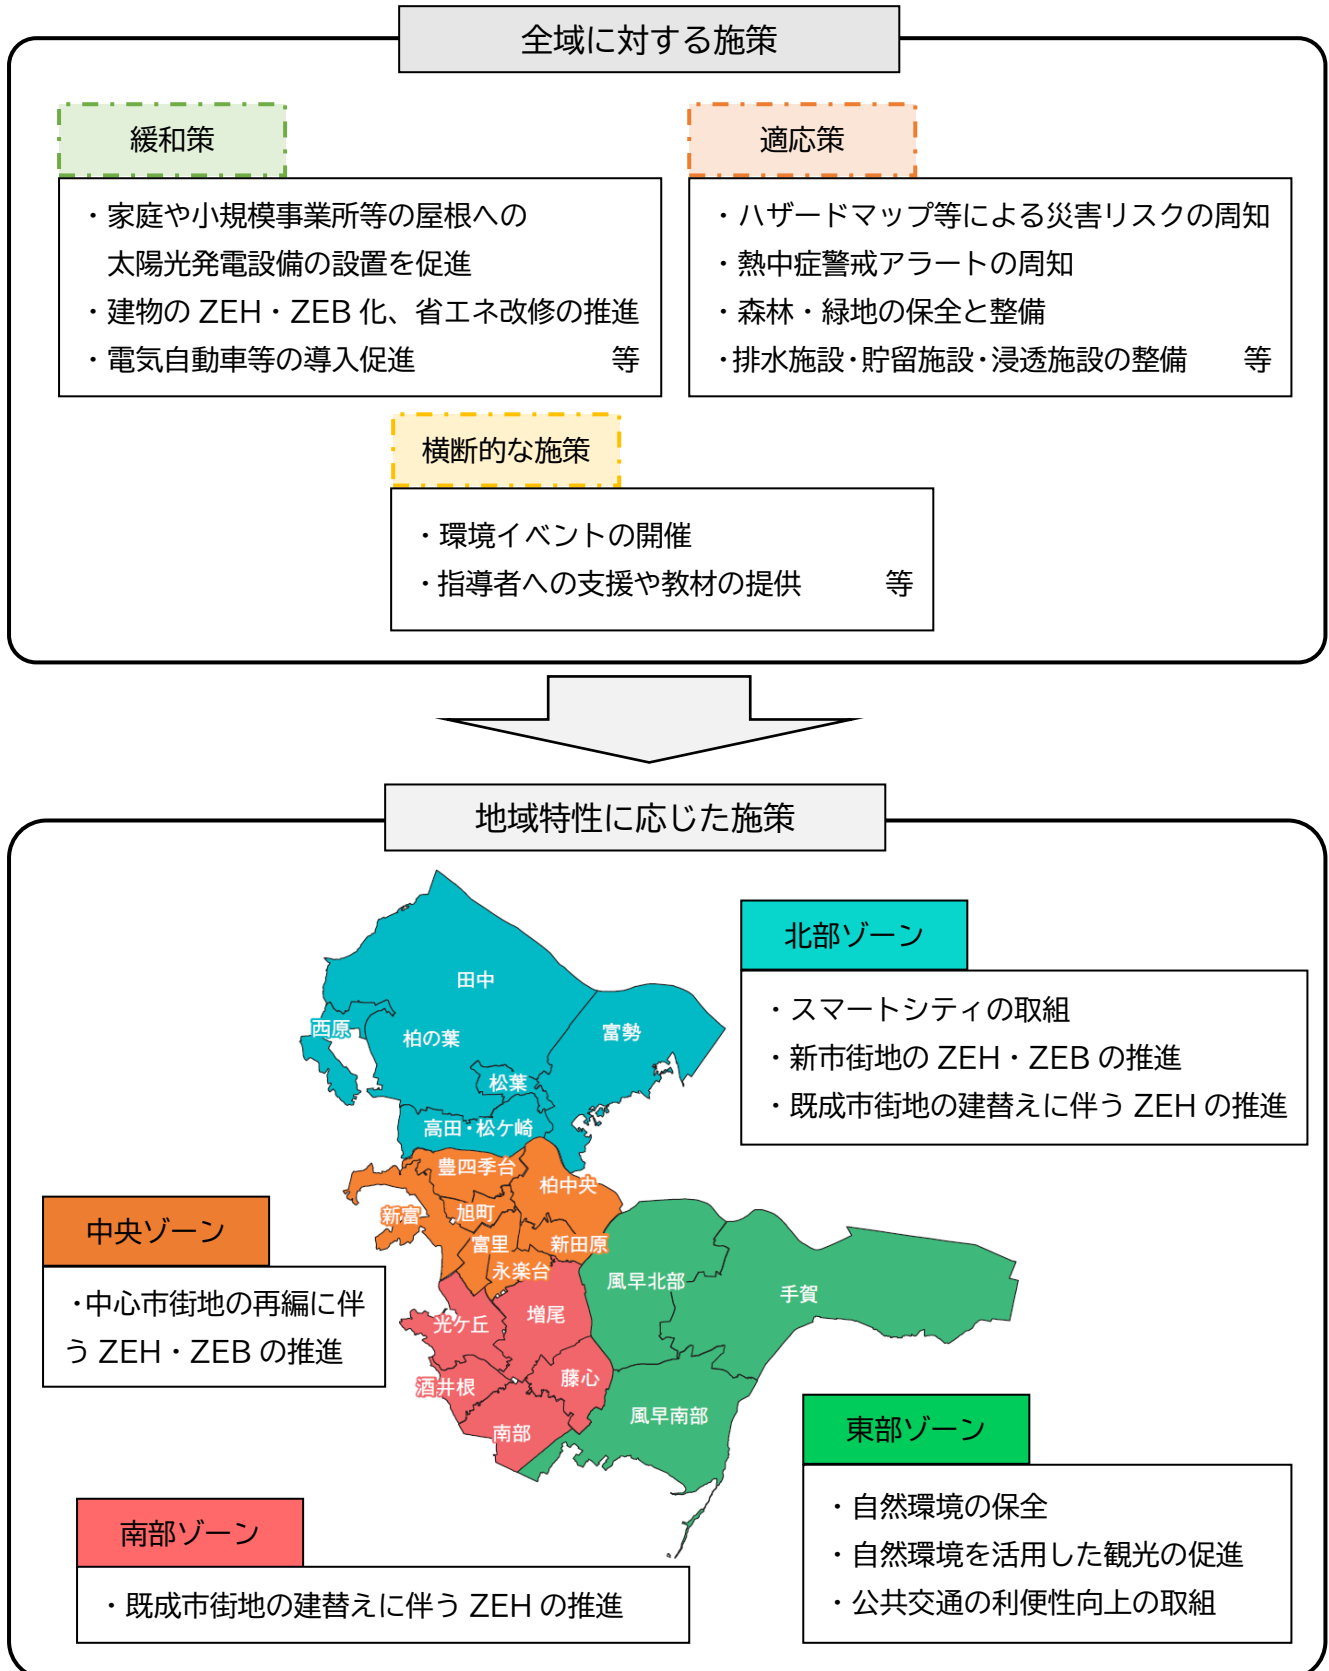 全域に対する施策
緩和策
・家庭や小規模事業所等の屋根への
太陽光発電設備の設置を促進
・建物の ZEH・ZEB 化、省エネ改修の推進
・電気自動車等の導入促進 等
適応策
・ハザードマップ等による災害リスクの周知
・熱中症警戒アラートの周知
・森林・緑地の保全と整備
・排水施設・貯留施設・浸透施設の整備 等
横断的な施策
・環境イベントの開催
・指導者への支援や教材の提供 等
地域特性に応じた施策
田中
西原
柏の葉
富勢
松葉
高田・松ケ崎
豊四季台
柏中央
新富
旭町
富里
新田原
永楽台
風早北部
手賀
光ケ丘
増尾
酒井根
藤心
南部
風早南部
北部ゾーン
・スマートシティの取組
・新市街地の ZEH・ZEB の推進
・既成市街地の建替えに伴う ZEH の推進
中央ゾーン
・中心市街地の再編に伴
う ZEH・ZEB の推進
東部ゾーン
・自然環境の保全
・自然環境を活用した観光の促進
・公共交通の利便性向上の取組
南部ゾーン
・既成市街地の建替えに伴う ZEH の推進